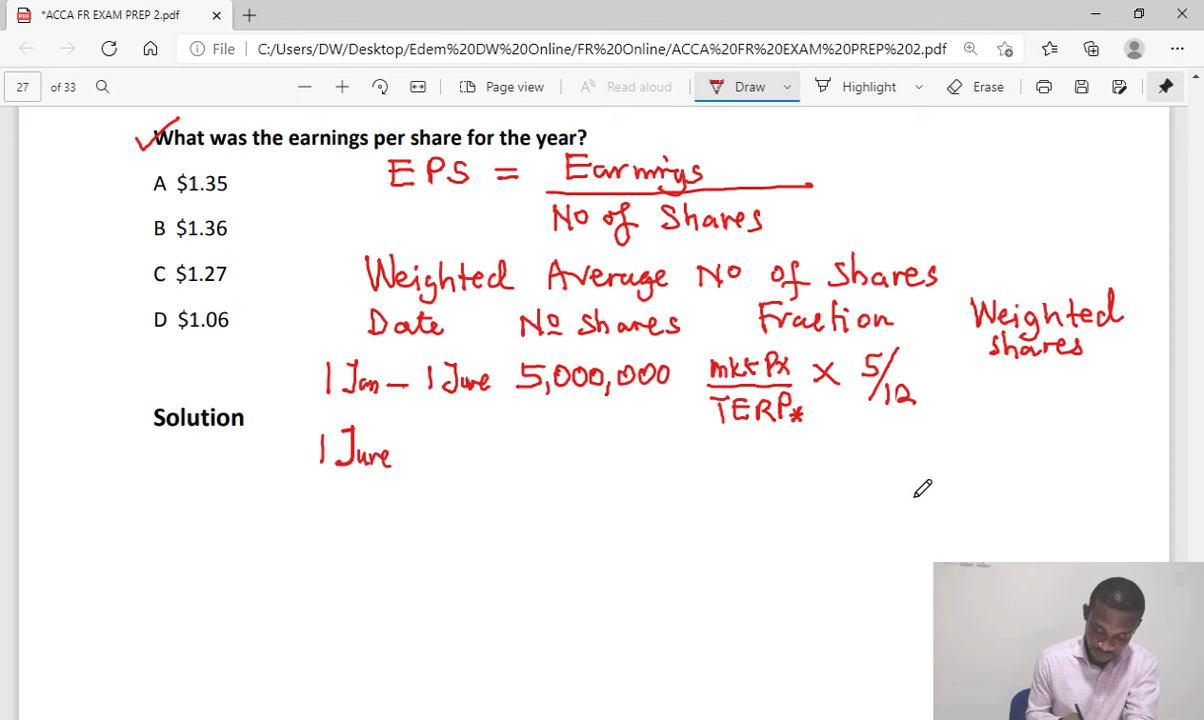 *ACCA FR EXAM PREP 2.pdf
File C:/Users/DW/Desktop/Edem%20DW%20Online/FR%20Online/ACCA%20FR%20EXAM%20PREP%202.pdf
27 of 33 Page view Read aloud Draw Highlight Erase
What was the earnings per share for the year?
EPS = Earnings
No of Shares
A $1.35
B $1.36
C $1.27
D $1.06
Weighted Average No of Shares
Date No shares Fraction Weighted shares
1 Jan - 1 June 5,000,000 mkt Px / TERP* X 5/12
Solution
1 June